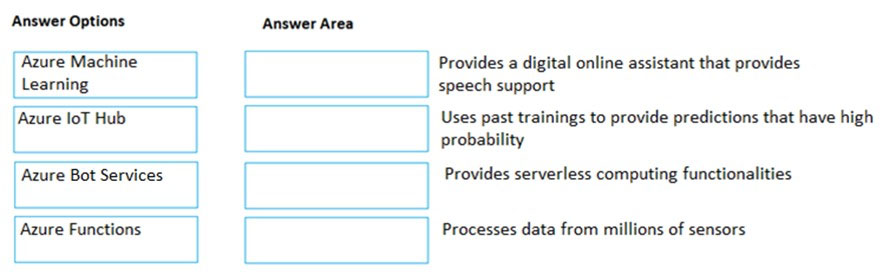 Answer Options
Answer Area
Azure Machine
Learning
Provides a digital online assistant that provides
speech support
Azure IoT Hub
Uses past trainings to provide predictions that have high
probability
Azure Bot Services
Provides serverless computing functionalities
Azure Functions
Processes data from millions of sensors